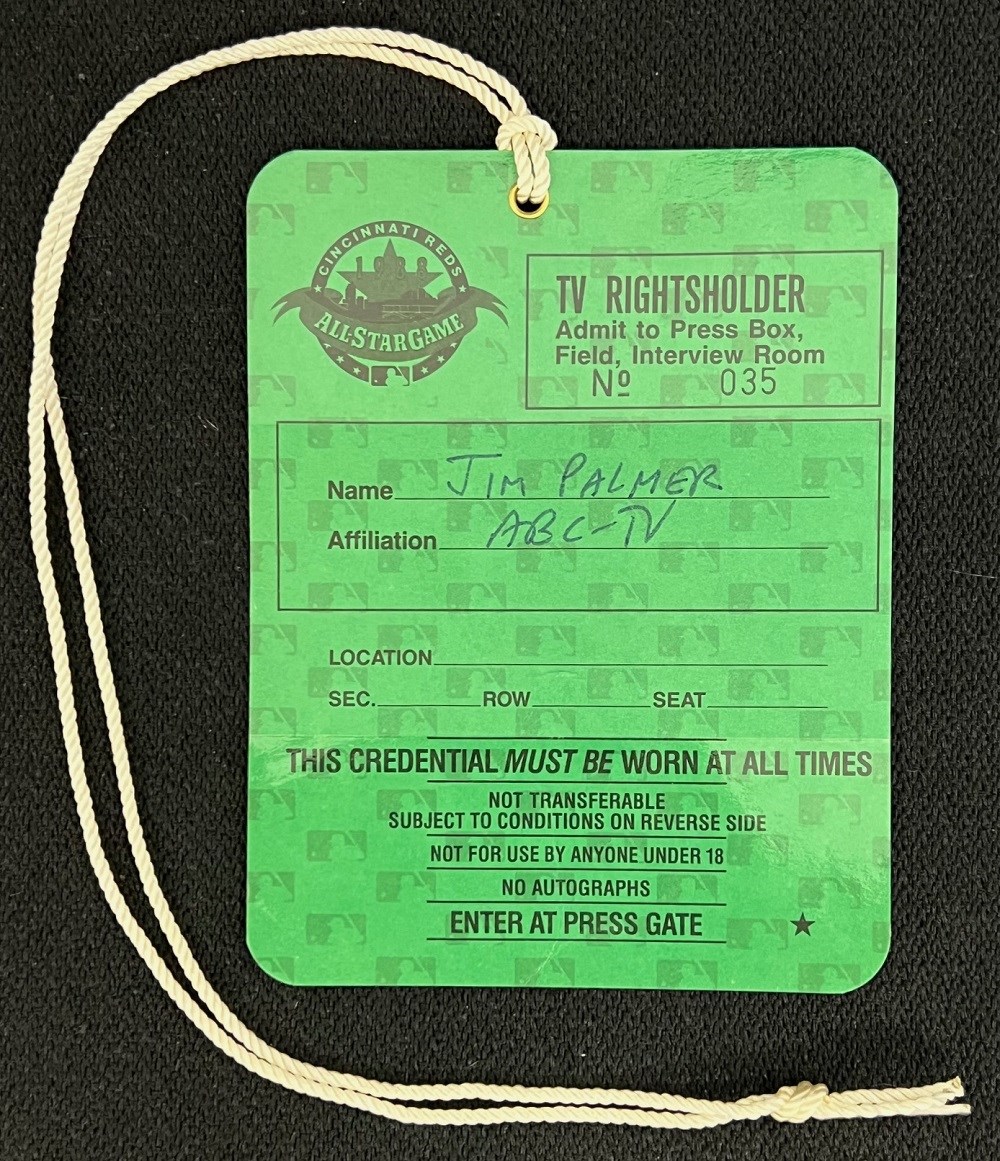 CINCINNATI REDS
ALL-STAR GAME
TV RIGHTSHOLDER
Admit to Press Box,
Field, Interview Room
Nº 035
Name JIM PALMER
Affiliation ABC-TV
LOCATION
SEC. ROW SEAT
THIS CREDENTIAL MUST BE WORN AT ALL TIMES
NOT TRANSFERABLE
SUBJECT TO CONDITIONS ON REVERSE SIDE
NOT FOR USE BY ANYONE UNDER 18
NO AUTOGRAPHS
ENTER AT PRESS GATE